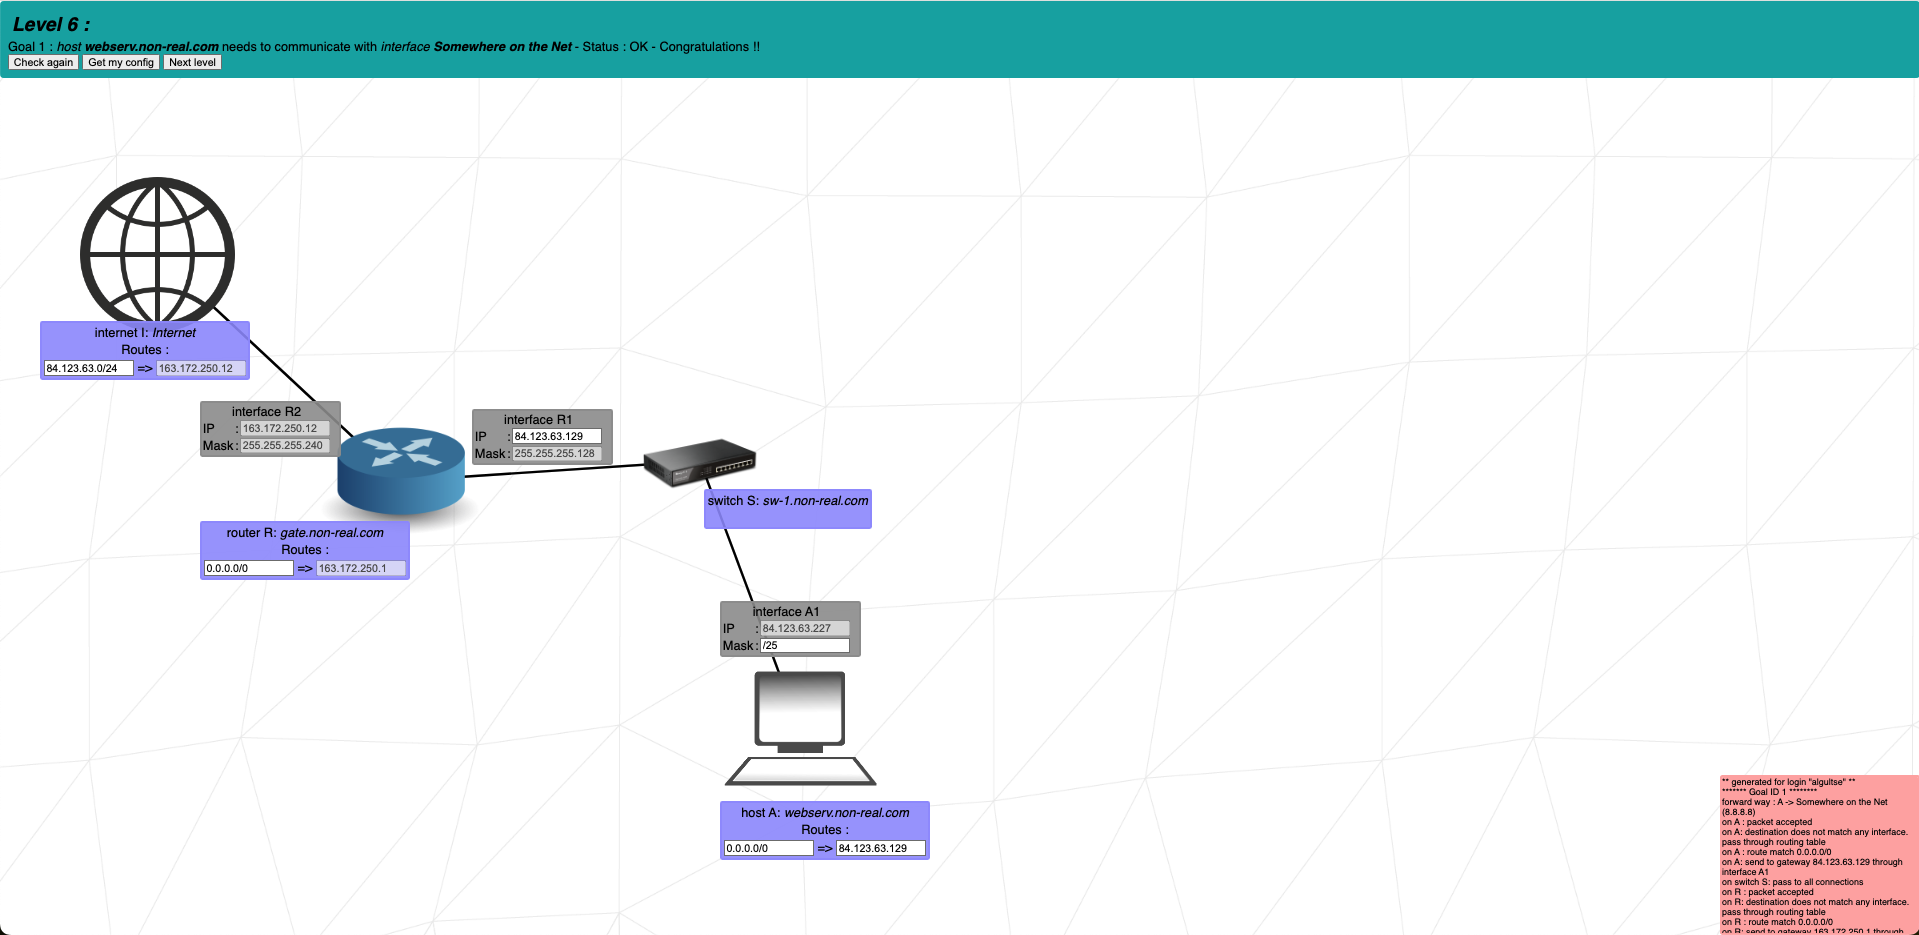 Level 6 :
Goal 1 : host webserv.non-real.com needs to communicate with interface Somewhere on the Net - Status : OK - Congratulations !!
Check again Get my config Next level
internet I: Internet
Routes :
84.123.63.0/24 => 163.172.250.12
interface R2
IP : 163.172.250.12
Mask : 255.255.255.240
interface R1
IP : 84.123.63.129
Mask : 255.255.255.128
switch S: sw-1.non-real.com
router R: gate.non-real.com
Routes :
0.0.0.0/0 => 163.172.250.1
interface A1
IP : 84.123.63.227
Mask : /25
host A: webserv.non-real.com
Routes :
0.0.0.0/0 => 84.123.63.129
** generated for login "algultse" **
******* Goal ID 1 ********
forward way : A -> Somewhere on the Net
(8.8.8.8)
on A : packet accepted
on A: destination does not match any interface.
pass through routing table
on A : route match 0.0.0.0/0
on A: send to gateway 84.123.63.129 through
interface A1
on switch S: pass to all connections
on R : packet accepted
on R: destination does not match any interface.
pass through routing table
on R : route match 0.0.0.0/0
on R: send to gateway 163.172.250.1 through